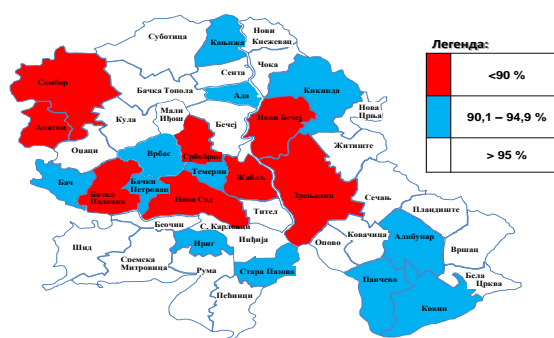 Легенда:
<90 %
90,1 – 94,9 %
> 95 %
Суботица
Кањижа
Нови
Кнежевац
Сента
Чока
Сомбор
Бачка Топола
Ада
Кикинда
Апатин
Кула
Мали
Иђош
Бечеј
Нови Бечеј
Нова
Црња
Оџаци
Врбас
Србобран
Житиште
Бач
Бачки
Петровац
Темерин
Жабаљ
Бачка
Паланка
Нови Сад
Зрењанин
Сечањ
Тител
Беочин
С. Карловци
Пландиште
Шид
Сремска
Митровица
Ириг
Инђија
Опово
Ковачица
Алибунар
Вршац
Рума
Стара Пазова
Панчево
Бела
Црква
Пећинци
Ковин